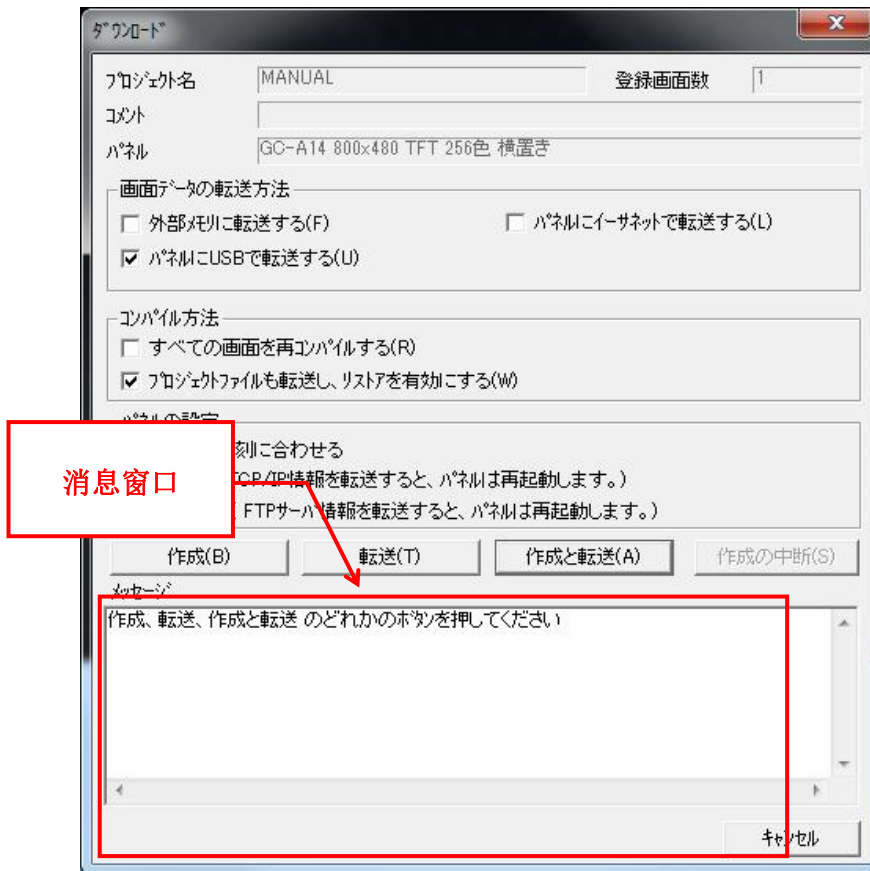 ダウンロード
プロジェクト名 MANUAL 登録画面数 1
コメント
パネル GC-A14 800x480 TFT 256色 横置き
画面データの転送方法
外部メモリに転送する(F) パネルにイーサネットで転送する(L)
パネルにUSBで転送する(U)
コンパイル方法
すべての画面を再コンパイルする(R)
プロジェクトファイルも転送し、リストアを有効にする(W)
パネルの設定
刻に合わせる
消息窗口
TCP/IP情報を転送すると、パネルは再起動します。)
FTPサーバ情報を転送すると、パネルは再起動します。)
作成(B) 転送(T) 作成と転送(A) 作成の中断(S)
メッセージ
作成、転送、作成と転送 のどれかのボタンを押してください
キャンセル